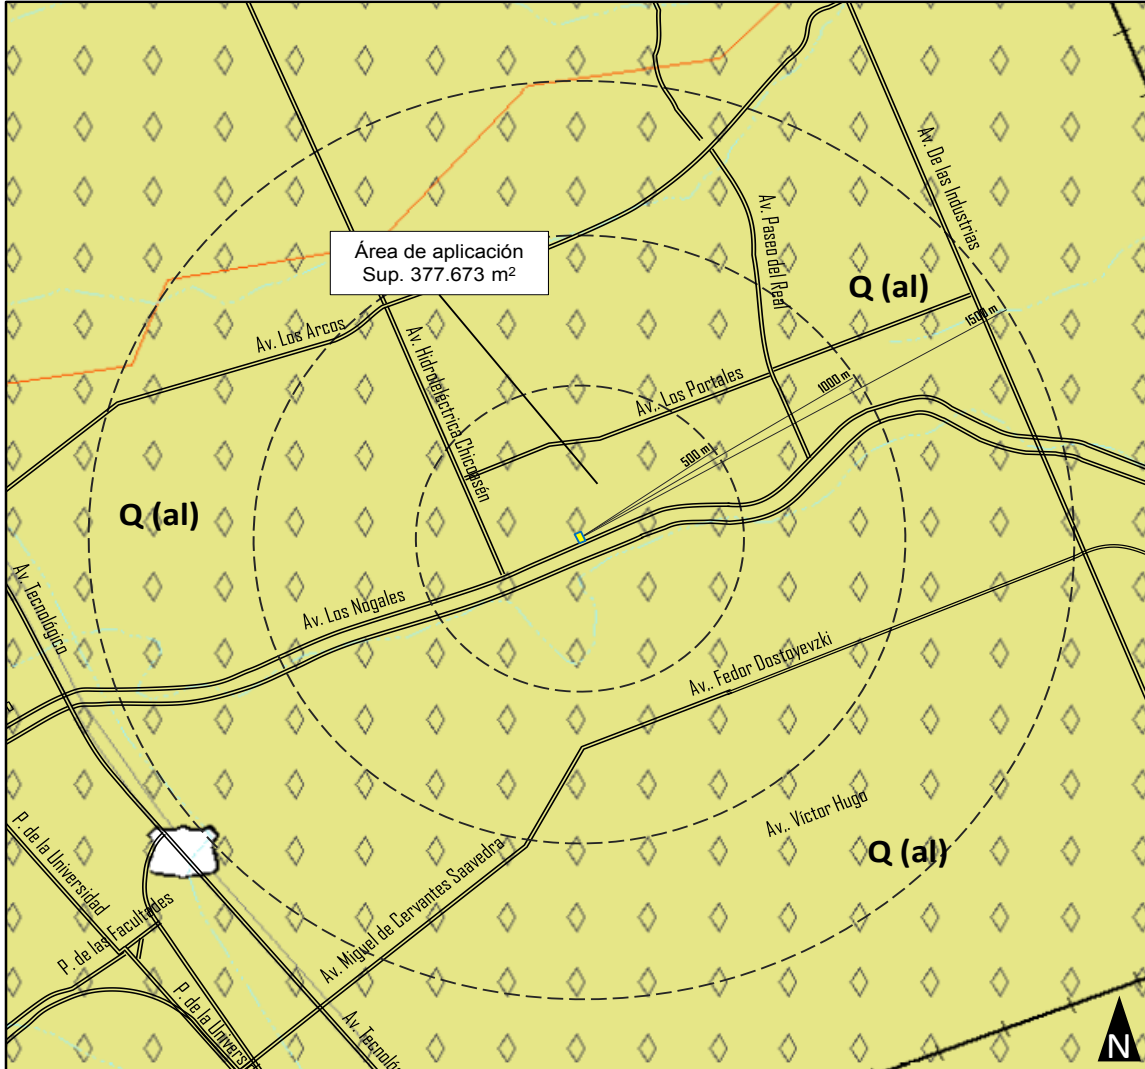 Av. De las Industrias
Av. Paseo del Real
Área de aplicación
Sup. 377.673 m²
Q (al)
1500 m
Av. Los Arcos
Av. Hidroleléctrica Chicoasén
1000 m
Av,. Los Portales
500 m
Q (al)
Av. Tecnológico
Av. Los Nogales
Av,. Fedor Dostoyevzki
Av,. Víctor Hugo
P. de la Universidad
Q (al)
Av. Miguel de Cervantes Saavedra
P. de las Facultades
P. de la Universi
Av. Tecnoló
N